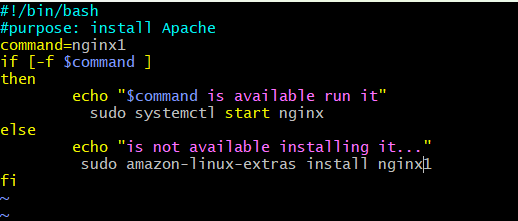 #!/bin/bash
#purpose: install Apache
command=nginx1
if [-f $command ]
then
        echo "$command is available run it"
          sudo systemctl start nginx
else
        echo "is not available installing it..."
         sudo amazon-linux-extras install nginx1
fi
~
~